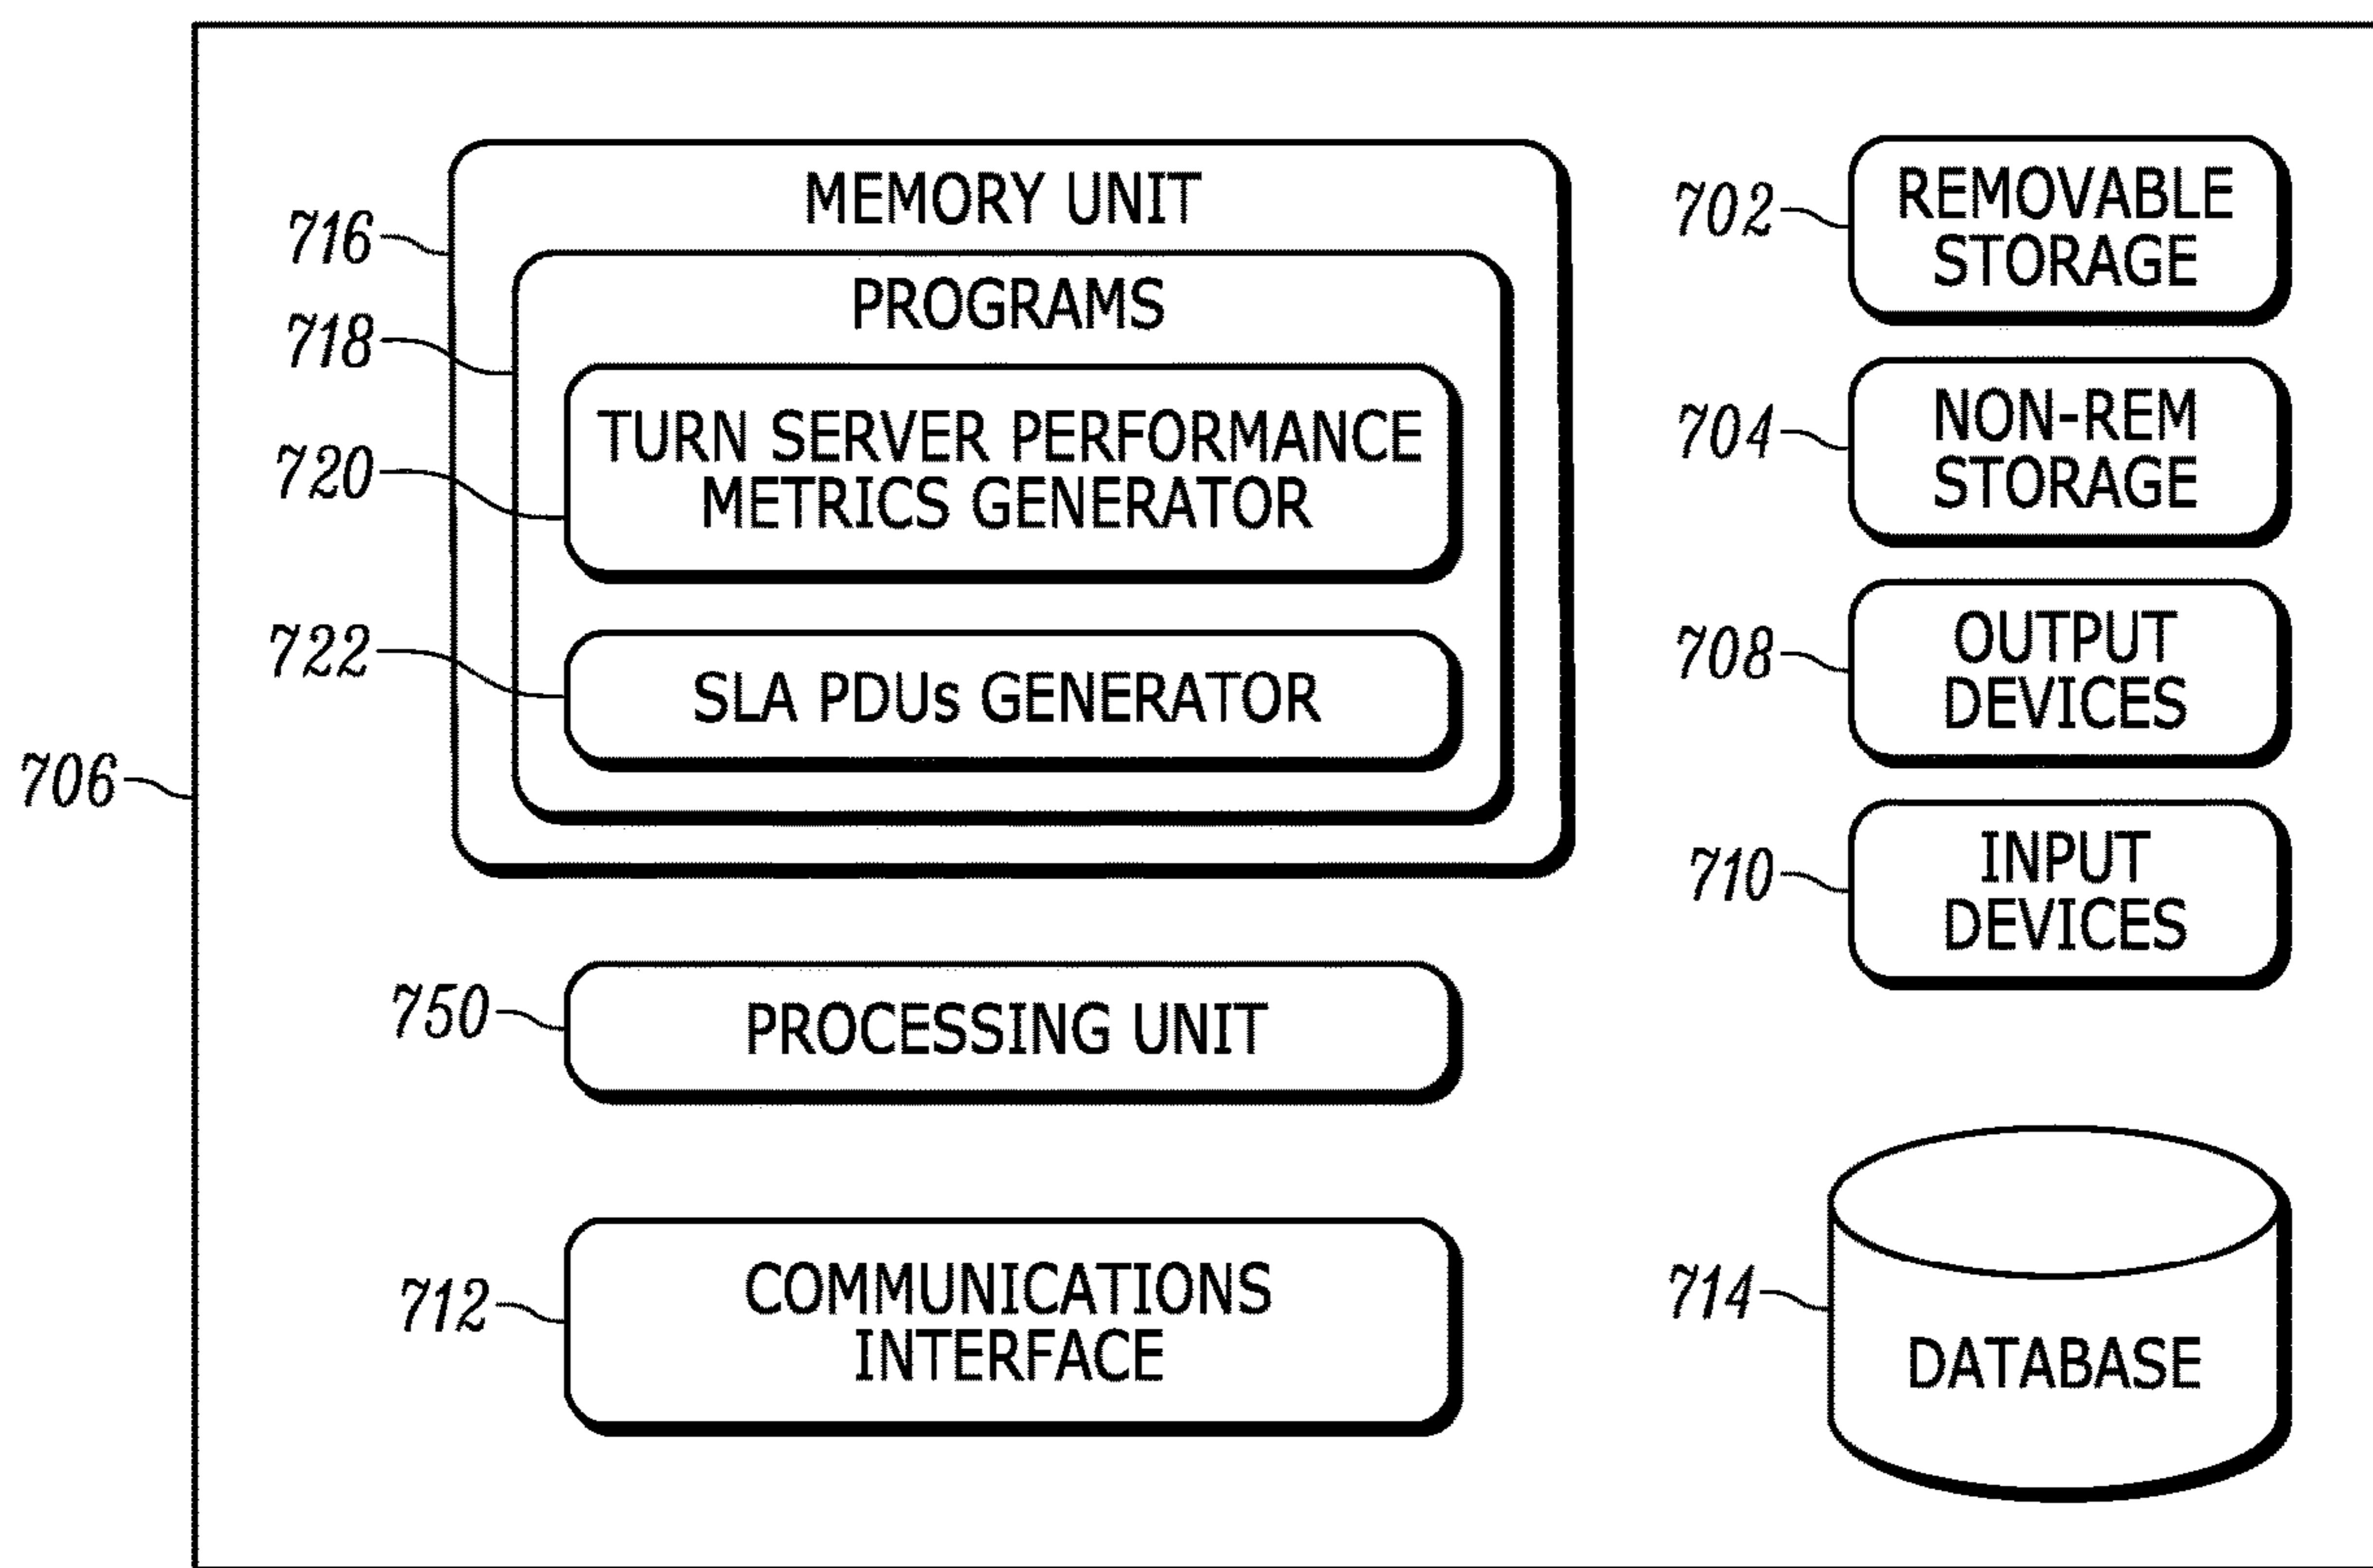 MEMORY UNIT
716
PROGRAMS
718
TURN SERVER PERFORMANCE
METRICS GENERATOR
720
SLA PDUs GENERATOR
722
706
PROCESSING UNIT
750
COMMUNICATIONS
INTERFACE
712
REMOVABLE
STORAGE
702
NON-REM
STORAGE
704
OUTPUT
DEVICES
708
INPUT
DEVICES
710
714
DATABASE